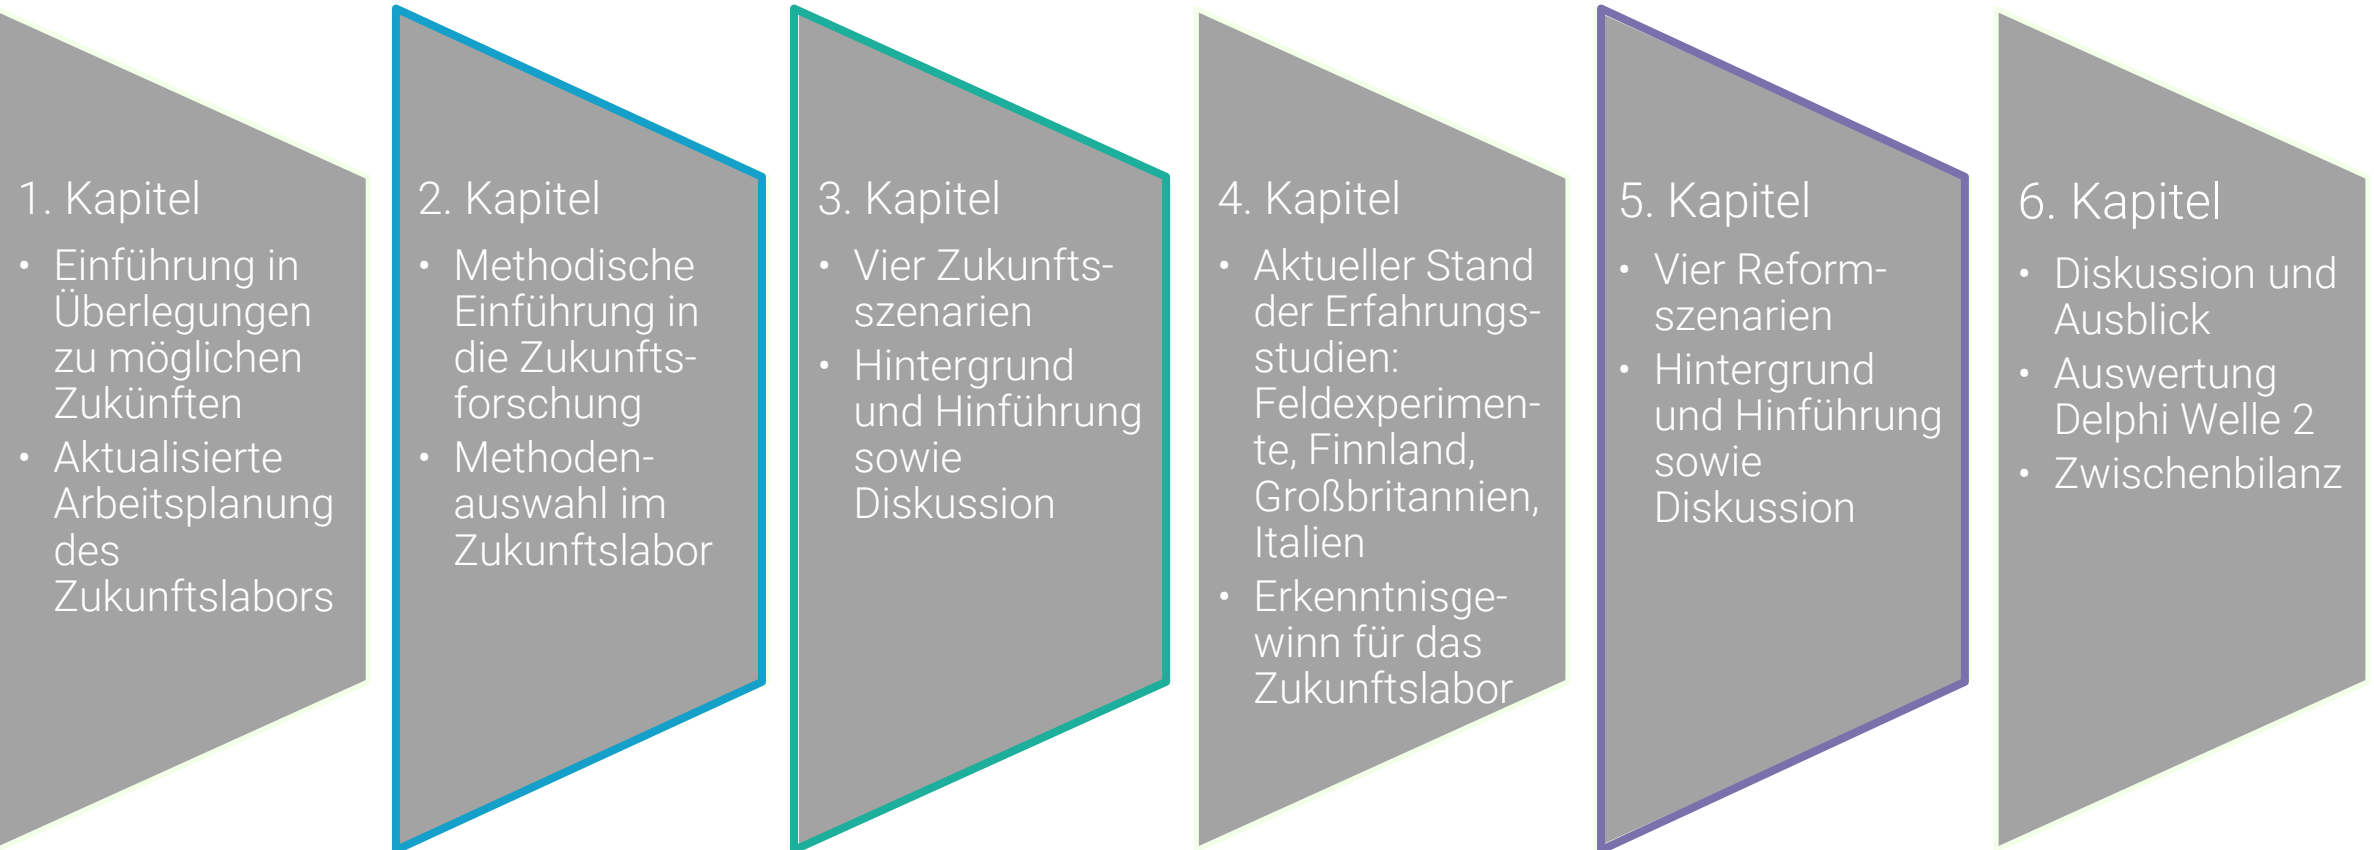 1. Kapitel
• Einführung in
Überlegungen
zu möglichen
Zukünften
• Aktualisierte
Arbeitsplanung
des
Zukunftslabors
2. Kapitel
• Methodische
Einführung in
die Zukunfts-
forschung
• Methoden-
auswahl im
Zukunftslabor
3. Kapitel
• Vier Zukunfts-
szenarien
• Hintergrund
und Hinführung
sowie
Diskussion
4. Kapitel
• Aktueller Stand
der Erfahrungs-
studien:
Feldexperimen-
te, Finnland,
Großbritannien,
Italien
• Erkenntnisge-
winn für das
Zukunftslabor
5. Kapitel
• Vier Reform-
szenarien
• Hintergrund
und Hinführung
sowie
Diskussion
6. Kapitel
• Diskussion und
Ausblick
• Auswertung
Delphi Welle 2
• Zwischenbilanz